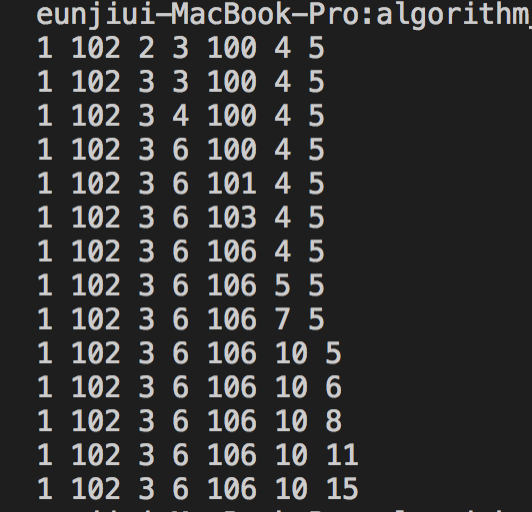 eunjiui-MacBook-Pro:algorithm_
1 102 2 3 100 4 5
1 102 3 3 100 4 5
1 102 3 4 100 4 5
1 102 3 6 100 4 5
1 102 3 6 101 4 5
1 102 3 6 103 4 5
1 102 3 6 106 4 5
1 102 3 6 106 5 5
1 102 3 6 106 7 5
1 102 3 6 106 10 5
1 102 3 6 106 10 6
1 102 3 6 106 10 8
1 102 3 6 106 10 11
1 102 3 6 106 10 15